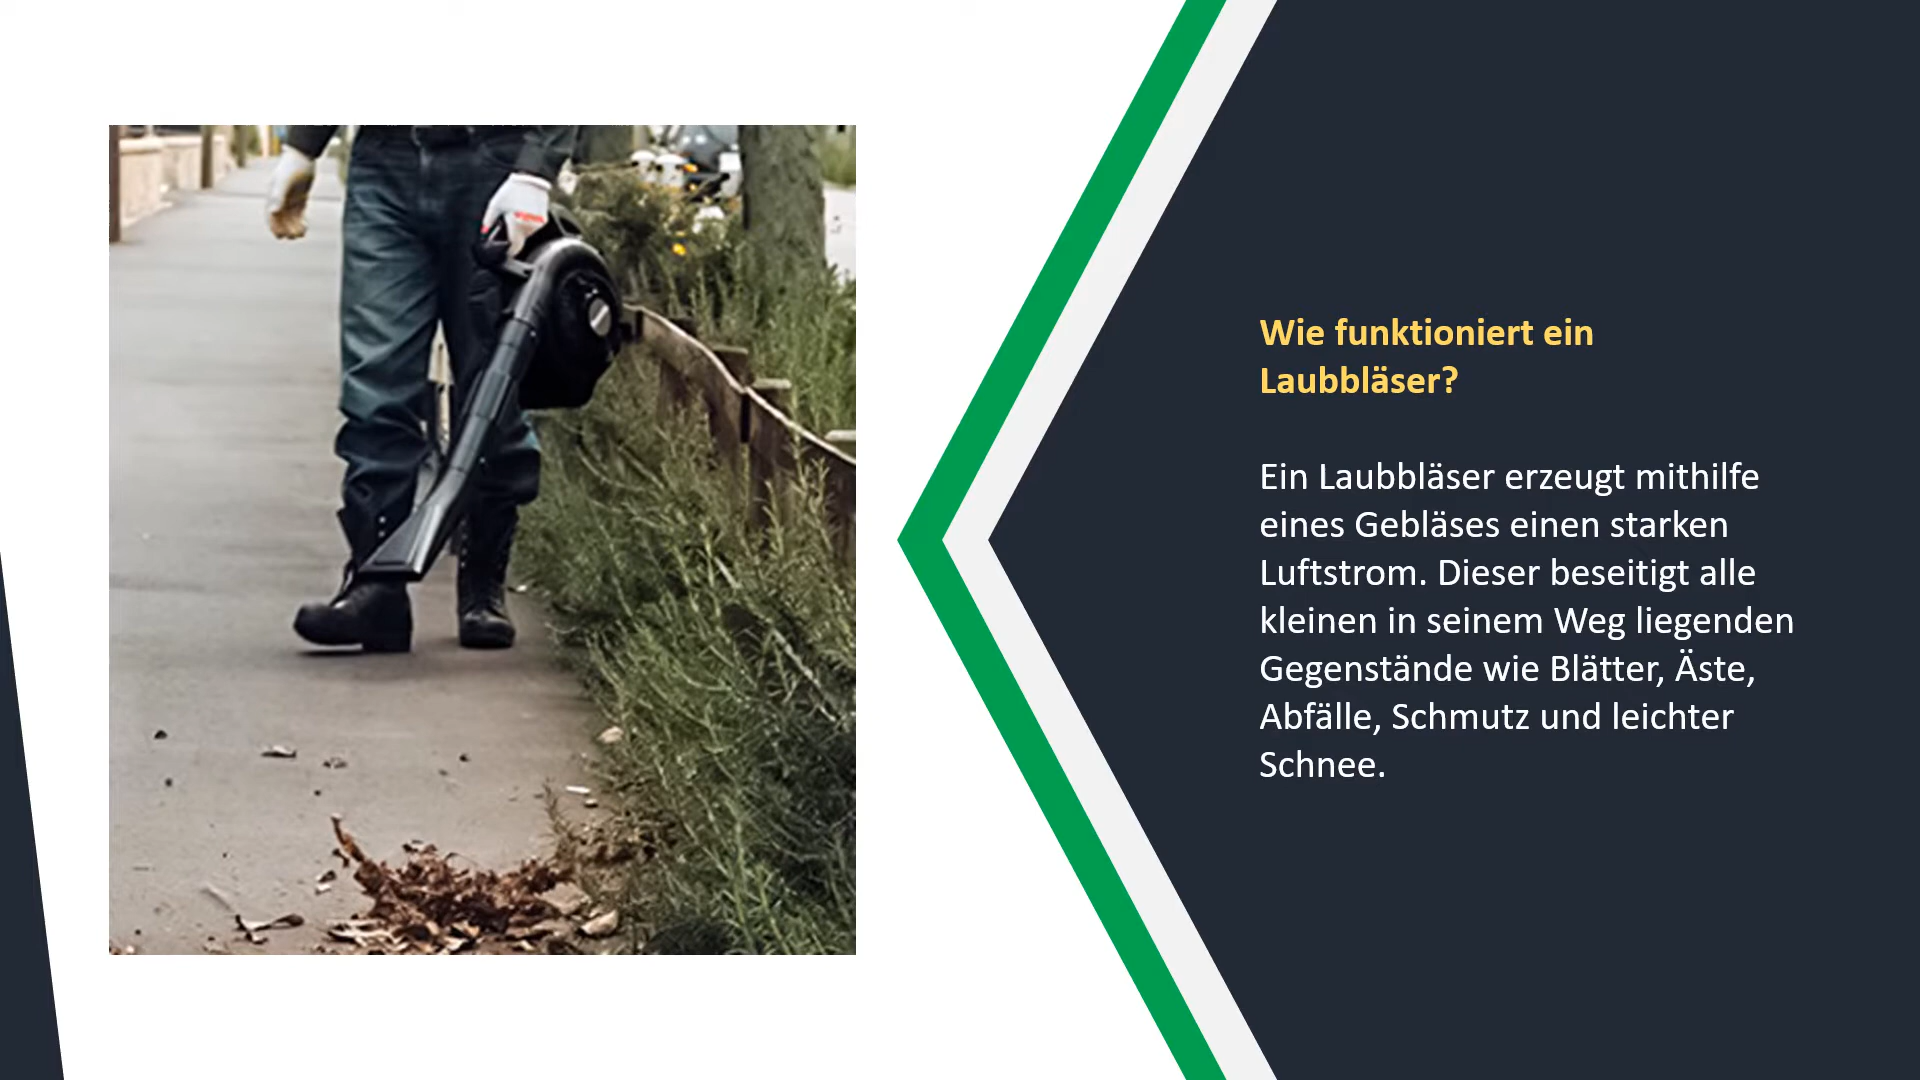 Wie funktioniert ein
Laubbläser?
Ein Laubbläser erzeugt mithilfe
eines Gebläses einen starken
Luftstrom. Dieser beseitigt alle
kleinen in seinem Weg liegenden
Gegenstände wie Blätter, Äste,
Abfälle, Schmutz und leichter
Schnee.